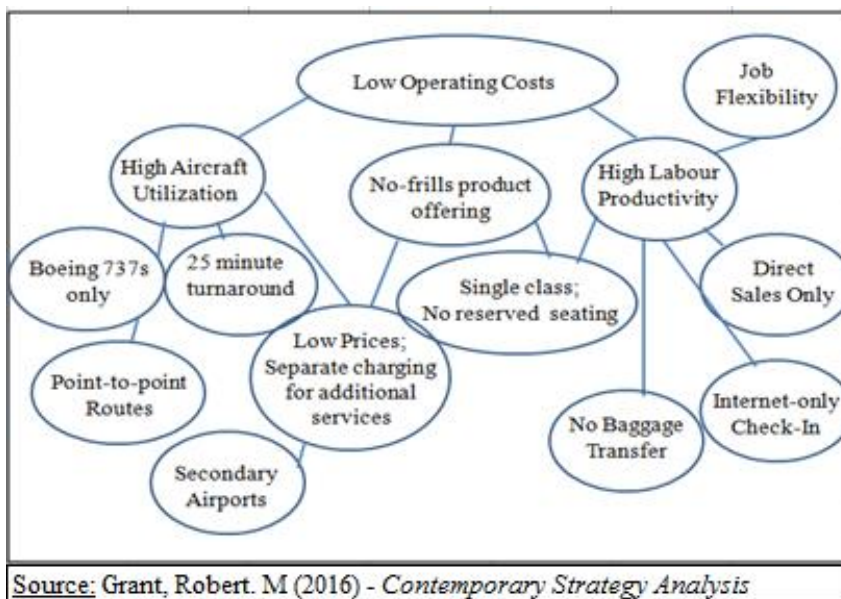 Low Operating Costs
Job
Flexibility
High Aircraft
Utilization
No-frills product
offering
High Labour
Productivity
Boeing 737s
only
25 minute
turnaround
Single class;
No reserved seating
Direct
Sales Only
Low Prices;
Separate charging
for additional
services
Point-to-point
Routes
No Baggage
Transfer
Internet-only
Check-In
Secondary
Airports
Source: Grant, Robert. M (2016) - Contemporary Strategy Analysis